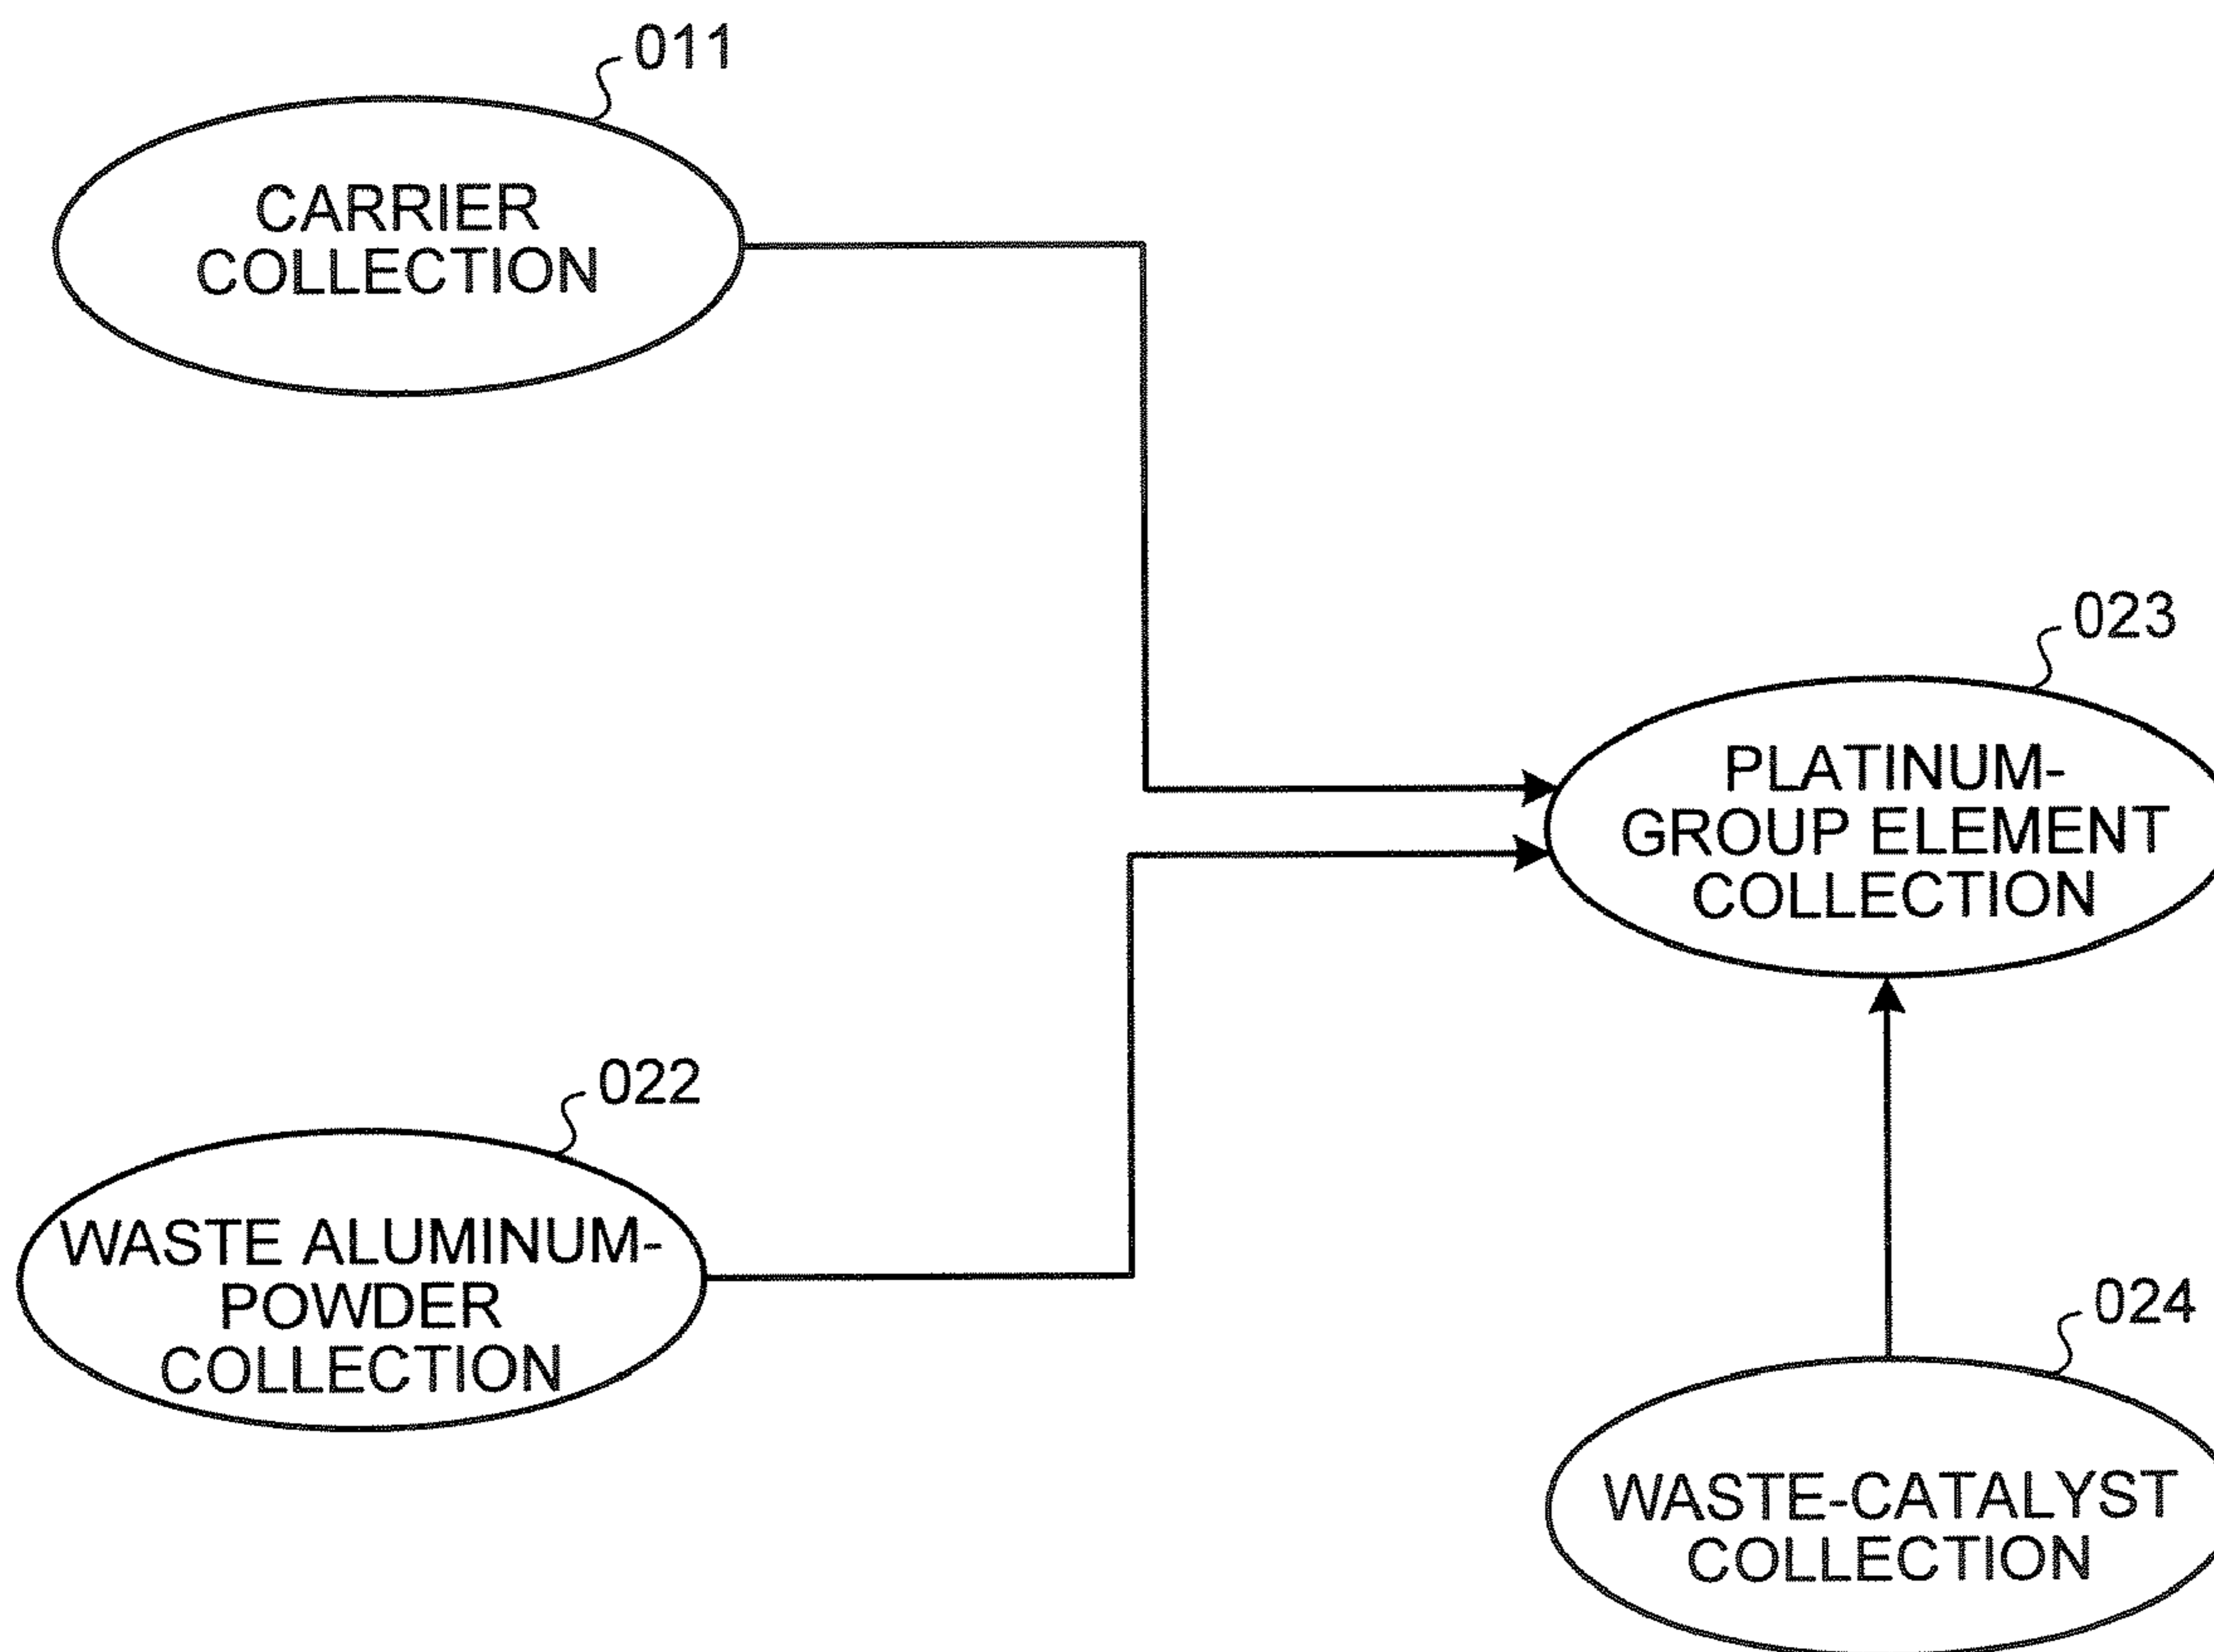 011
CARRIER
COLLECTION
023
PLATINUM-
GROUP ELEMENT
COLLECTION
022
WASTE ALUMINUM-
POWDER
COLLECTION
024
WASTE-CATALYST
COLLECTION